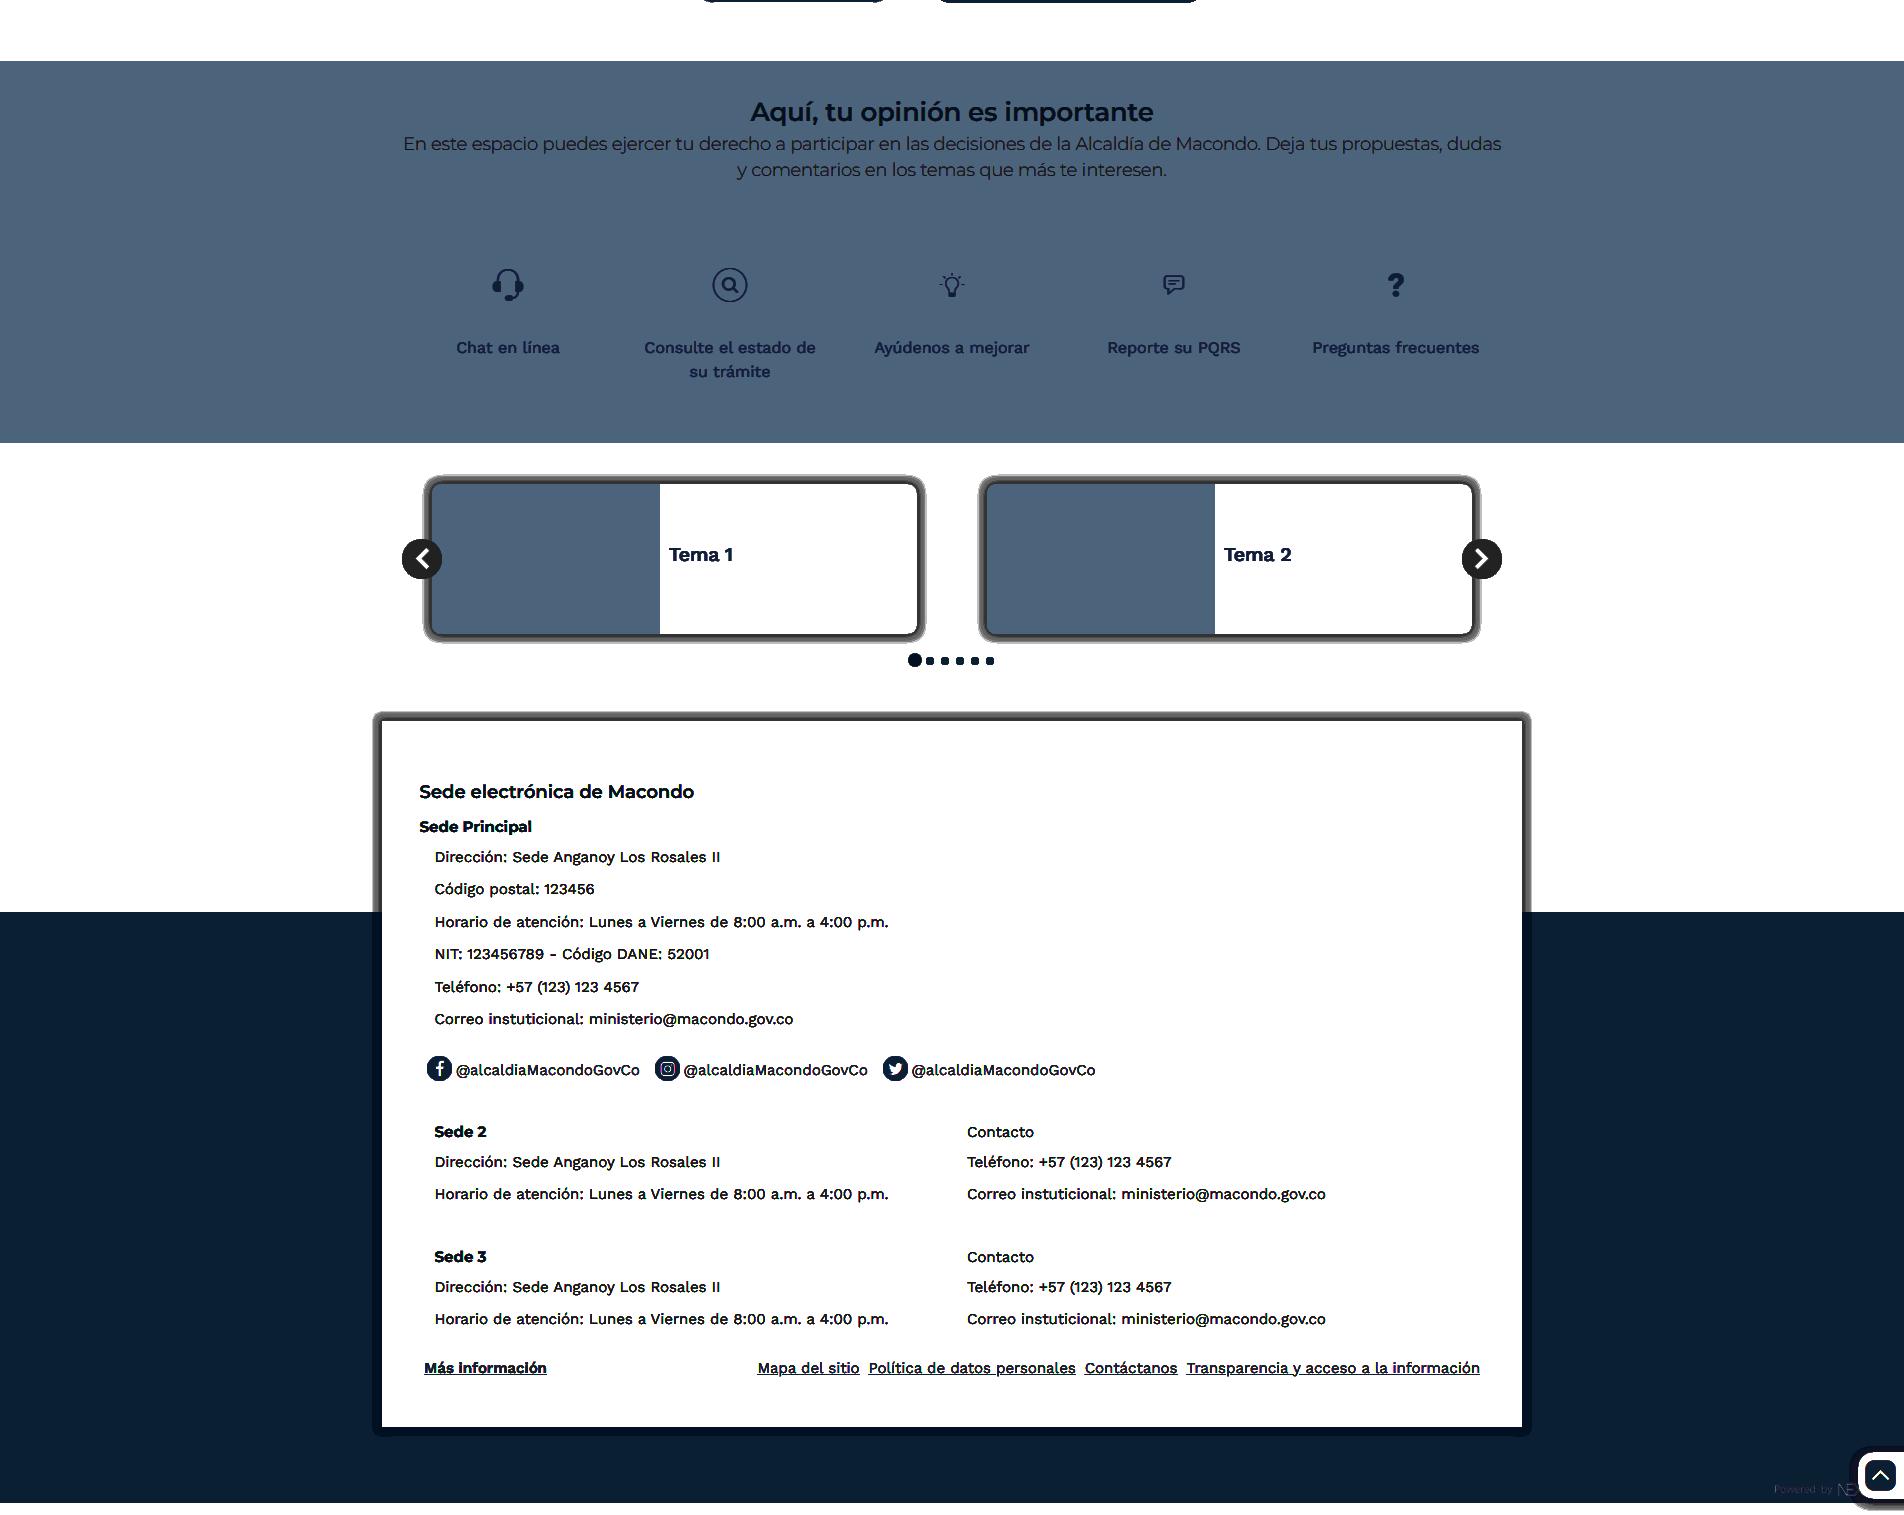 Aquí, tu opinión es importante
En este espacio puedes ejercer tu derecho a participar en las decisiones de la Alcaldía de Macondo. Deja tus propuestas, dudas
y comentarios en los temas que más te interesen.
Chat en línea
Consulte el estado de
su trámite
Ayúdenos a mejorar
Reporte su PQRS
Preguntas frecuentes
Tema 1
Tema 2
Sede electrónica de Macondo
Sede Principal
Dirección: Sede Anganoy Los Rosales II
Código postal: 123456
Horario de atención: Lunes a Viernes de 8:00 a.m. a 4:00 p.m.
NIT: 123456789 - Código DANE: 52001
Teléfono: +57 (123) 123 4567
Correo instuticional: ministerio@macondo.gov.co
@alcaldiaMacondoGovCo @alcaldiaMacondoGovCo @alcaldiaMacondoGovCo
Sede 2
Dirección: Sede Anganoy Los Rosales II
Horario de atención: Lunes a Viernes de 8:00 a.m. a 4:00 p.m.
Contacto
Teléfono: +57 (123) 123 4567
Correo instuticional: ministerio@macondo.gov.co
Sede 3
Dirección: Sede Anganoy Los Rosales II
Horario de atención: Lunes a Viernes de 8:00 a.m. a 4:00 p.m.
Contacto
Teléfono: +57 (123) 123 4567
Correo instuticional: ministerio@macondo.gov.co
Más información
Mapa del sitio Política de datos personales Contáctanos Transparencia y acceso a la información
Powered by